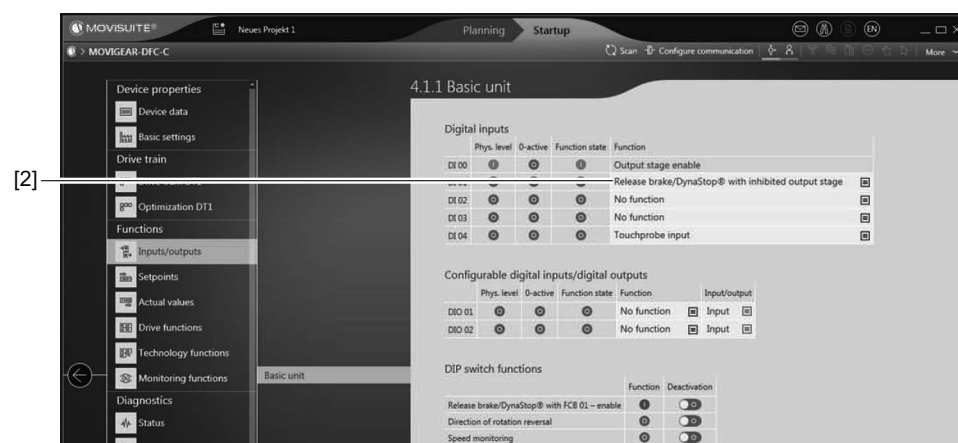 MOVISUITE® Neues Projekt 1 Planning Startup EN
> MOVIGEAR-DFC-C Scan Configure communication More
4.1.1 Basic unit
Device properties
Device data
Basic settings
Drive train
Optimization DT1
Functions
Inputs/outputs
Setpoints
Actual values
Drive functions
Technology functions
Monitoring functions
Diagnostics
Status
Basic unit
[2]
Digital inputs
Phys. level 0-active Function state Function
DI 00 Output stage enable
Release brake/DynaStop® with inhibited output stage
DI 02 No function
DI 03 No function
DI 04 Touchprobe input
Configurable digital inputs/digital outputs
Phys. level 0-active Function state Function Input/output
DIO 01 No function Input
DIO 02 No function Input
DIP switch functions
Function Deactivation
Release brake/DynaStop® with FCB 01 – enable
Direction of rotation reversal
Speed monitoring